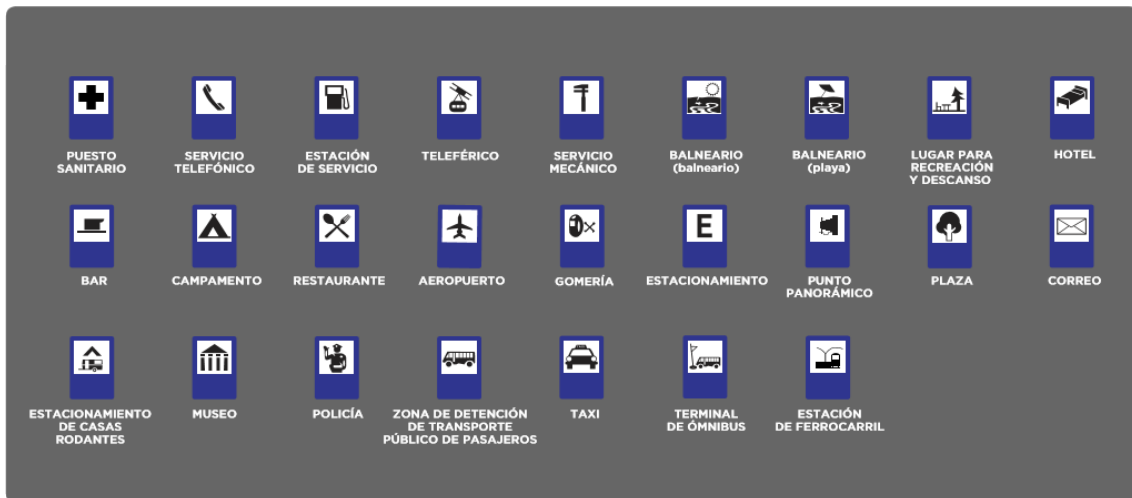 PUESTO
SANITARIO
SERVICIO
TELEFÓNICO
ESTACIÓN
DE SERVICIO
TELEFÉRICO
SERVICIO
MECÁNICO
BALNEARIO
(balneario)
BALNEARIO
(playa)
LUGAR PARA
RECREACIÓN
Y DESCANSO
HOTEL
BAR
CAMPAMENTO
RESTAURANTE
AEROPUERTO
GOMERÍA
E
ESTACIONAMIENTO
PUNTO
PANORÁMICO
PLAZA
CORREO
ESTACIONAMIENTO
DE CASAS
RODANTES
MUSEO
POLICÍA
ZONA DE DETENCIÓN
DE TRANSPORTE
PÚBLICO DE PASAJEROS
TAXI
TERMINAL
DE ÓMNIBUS
ESTACIÓN
DE FERROCARRIL